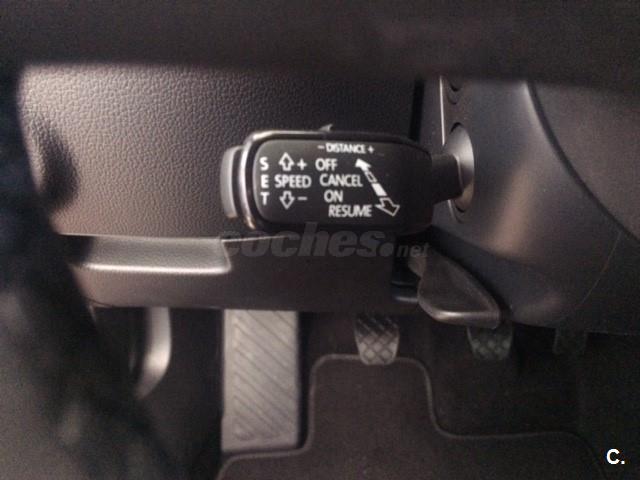 - DISTANCE +
S + OFF
E SPEED CANCEL
T - ON
RESUME
coches.net
C.